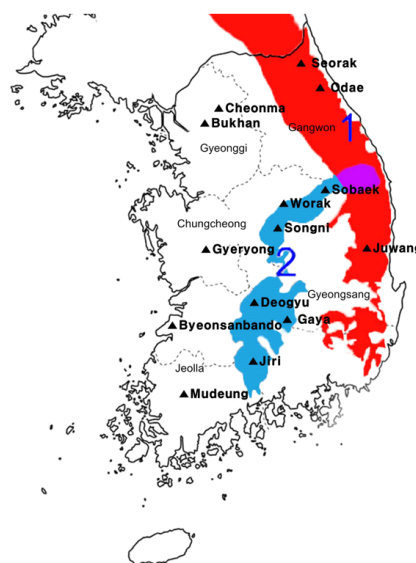 Seorak
Odae
Cheonma
Bukhan
Gangwon
1
Gyeonggi
Sobaek
Worak
Chungcheong
Songni
Gyeryong
Juwang
2
Gyeongsang
Deogyu
Gaya
Byeonsanbando
Jiri
Jeolla
Mudeung